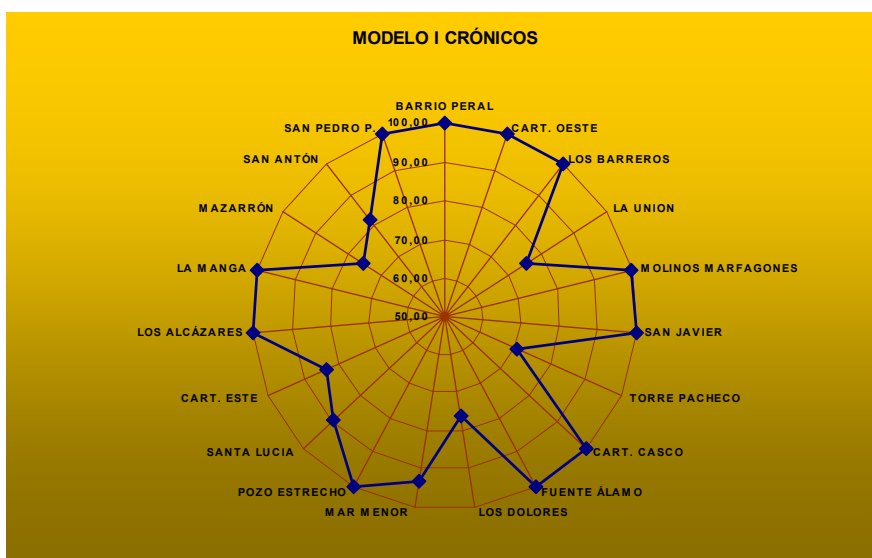 MODELO I CRÓNICOS
BARRIO PERAL
CART. OESTE
LOS BARREROS
LA UNION
MOLINOS MARFAGONES
SAN JAVIER
TORRE PACHECO
CART. CASCO
FUENTE ÁLAMO
LOS DOLORES
MAR MENOR
POZO ESTRECHO
SANTA LUCIA
CART. ESTE
LOS ALCÁZARES
LA MANGA
MAZARRÓN
SAN ANTÓN
SAN PEDRO P.
100,00
90,00
80,00
70,00
60,00
50,00